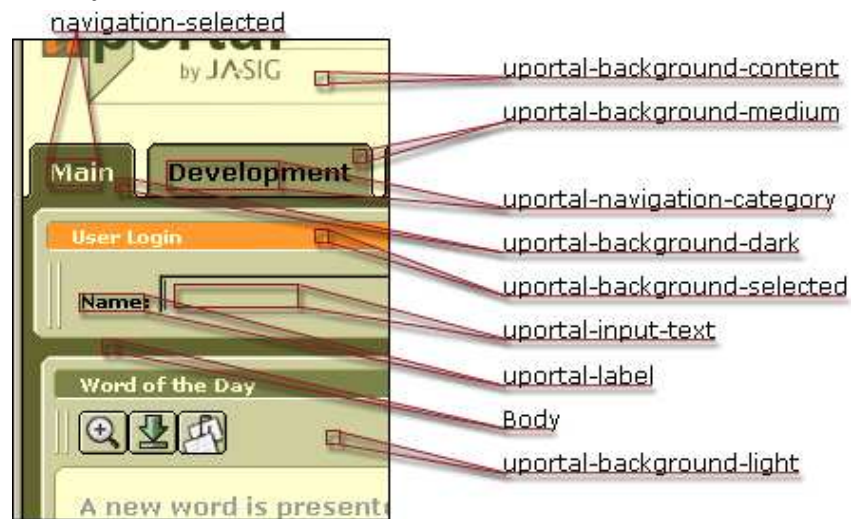 navigation-selected
portal
by JA-SIG
uportal-background-content
uportal-background-medium
Main
Development
uportal-navigation-category
User Login
uportal-background-dark
uportal-background-selected
Name:
uportal-input-text
uportal-label
Word of the Day
Body
uportal-background-light
A new word is presente